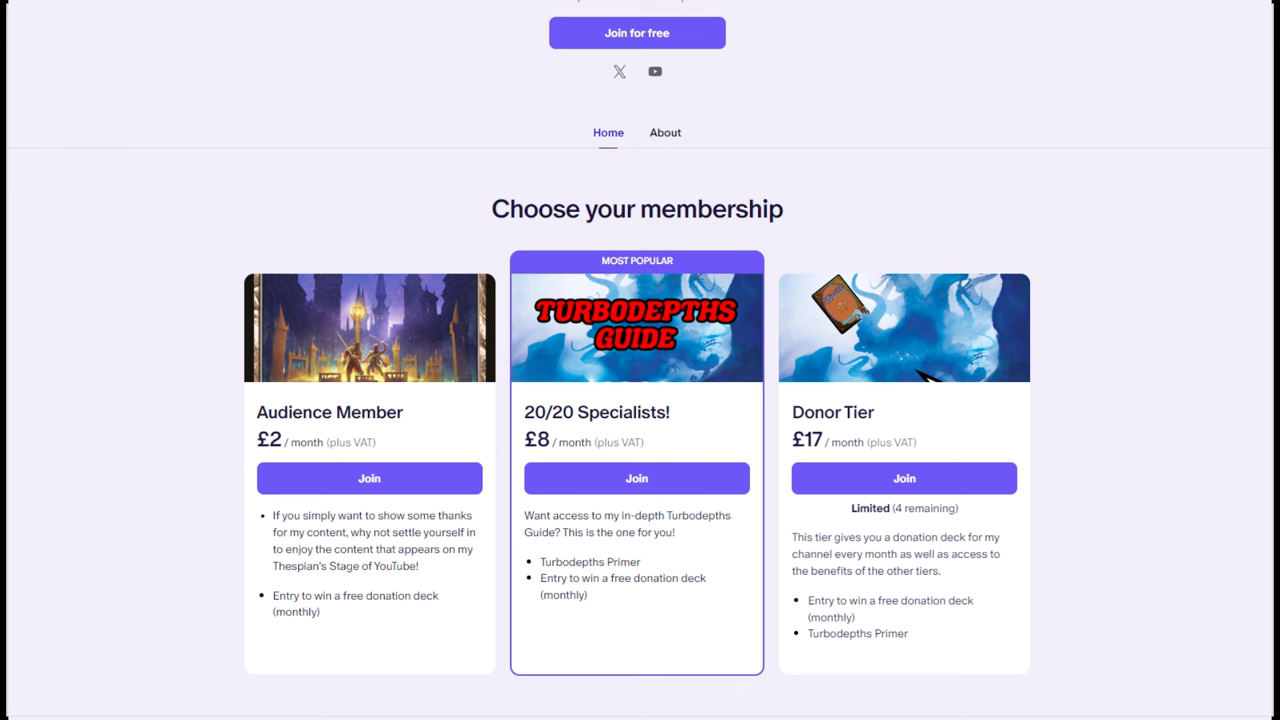 Join for free
Home About
Choose your membership
MOST POPULAR
TURBODEPTHS
GUIDE
Audience Member
£2 / month (plus VAT)
Join
• If you simply want to show some thanks
for my content, why not settle yourself in
to enjoy the content that appears on my
Thespian's Stage of YouTube!
• Entry to win a free donation deck
(monthly)
20/20 Specialists!
£8 / month (plus VAT)
Join
Want access to my in-depth Turbodepths
Guide? This is the one for you!
• Turbodepths Primer
• Entry to win a free donation deck
(monthly)
Donor Tier
£17 / month (plus VAT)
Join
Limited (4 remaining)
This tier gives you a donation deck for my
channel every month as well as access to
the benefits of the other tiers.
• Entry to win a free donation deck
(monthly)
• Turbodepths Primer